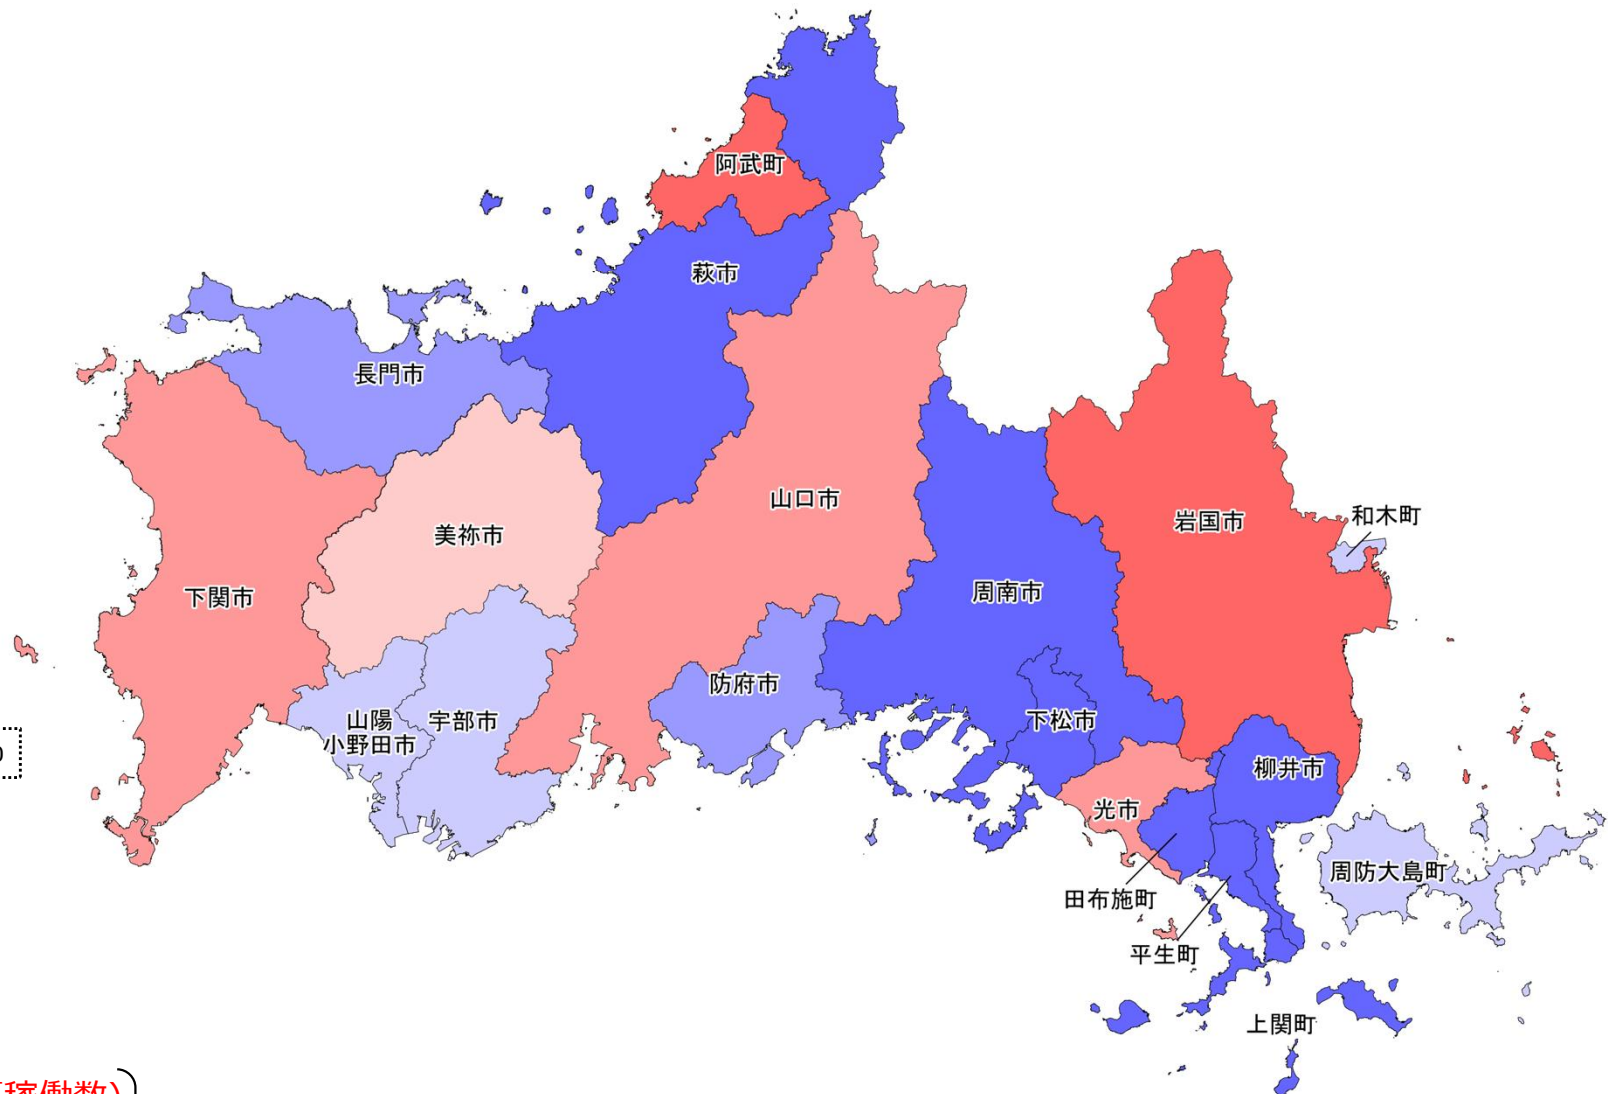 阿武町
萩市
長門市
山口市
美祢市
岩国市
和木町
周南市
下関市
防府市
山陽
小野田市
宇部市
下松市
柳井市
光市
周防大島町
田布施町
平生町
上関町
稼働数)